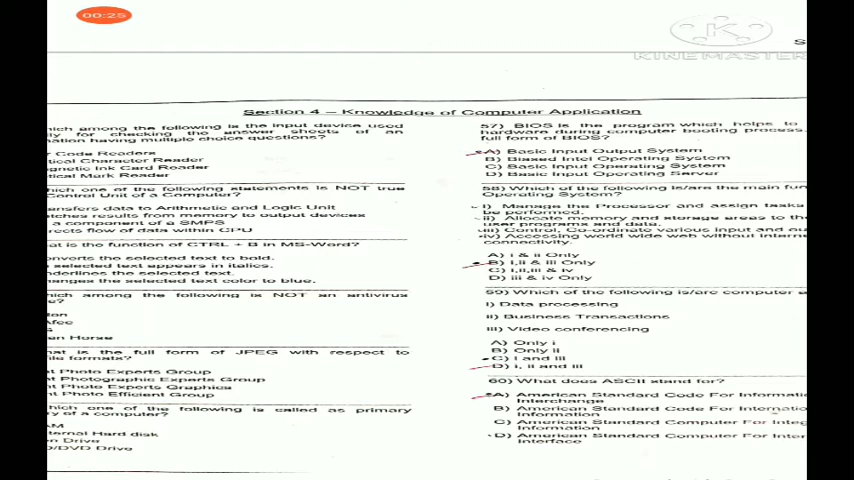 00:25
K
KINEMASTER
S
Section 4 – Knowledge of Computer Application
hich among the following is the input device used
ly for checking the answer sheets of an
nation having multiple choice questions?
r Code Readers
tical Character Reader
gnetic Ink Card Reader
tical Mark Reader
hich one of the following statements is NOT true
Control Unit of a Computer?
ansfers data to Arithmetic and Logic Unit
etches results from memory to output devices
a component of a SMPS
rects flow of data within CPU
at is the function of CTRL + B in MS-Word?
onverts the selected text to bold.
selected text appears in italics.
nderlines the selected text.
hanges the selected text color to blue.
hich among the following is NOT an antivirus
e?
on
Afee
G
an Horse
hat is the full form of JPEG with respect to
ile formats?
t Photo Experts Group
nt Photographic Experts Group
nt Photo Experts Graphics
nt Photo Efficient Group
hich one of the following is called as primary
y of a computer?
AM
ternal Hard disk
en Drive
D/DVD Drive
57) BIOS is the program which helps to
hardware during computer booting process.
full form of BIOS?
A) Basic Input Output System
B) Biased Intel Operating System
C) Basic Input Operating System
D) Basic Input Operating Server
58) Which of the following is/are the main fun
Operating System?
i) Manage the Processor and assign tasks
be performed.
ii) Allocate memory and storage areas to the
user programs and data.
iii) Control, Co-ordinate various input and ou
iv) Accessing world wide web without intern
connectivity.
A) i & ii Only
B) i,ii & iii Only
C) i,ii,iii & iv
D) iii & iv Only
59) Which of the following is/are computer a
i) Data processing
ii) Business Transactions
iii) Video conferencing
A) Only i
B) Only ii
C) i and iii
D) i, ii and iii
60) What does ASCII stand for?
A) American Standard Code For Informatio
Interchange
B) American Standard Code For Internatio
Information
C) American Standard Computer For Integ
Information
D) American Standard Computer For Inter
Interface